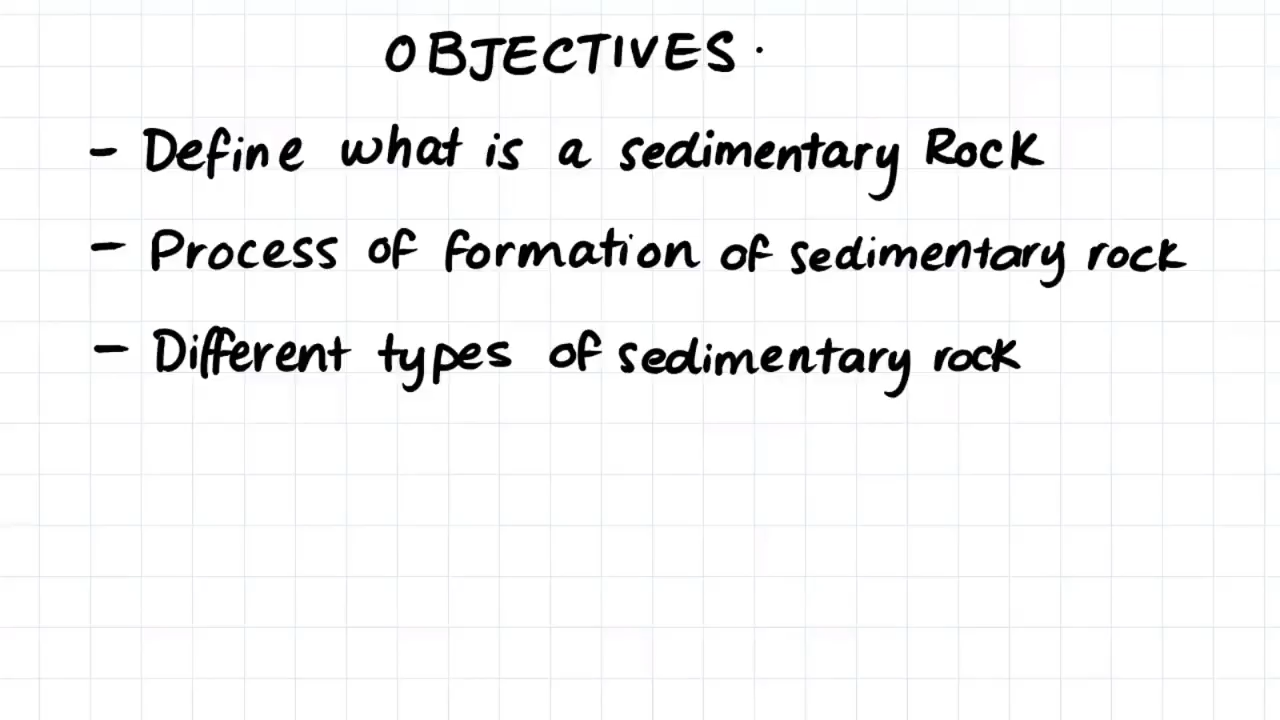 OBJECTIVES.
- Define what is a sedimentary Rock
- Process of formation of sedimentary rock
- Different types of sedimentary rock